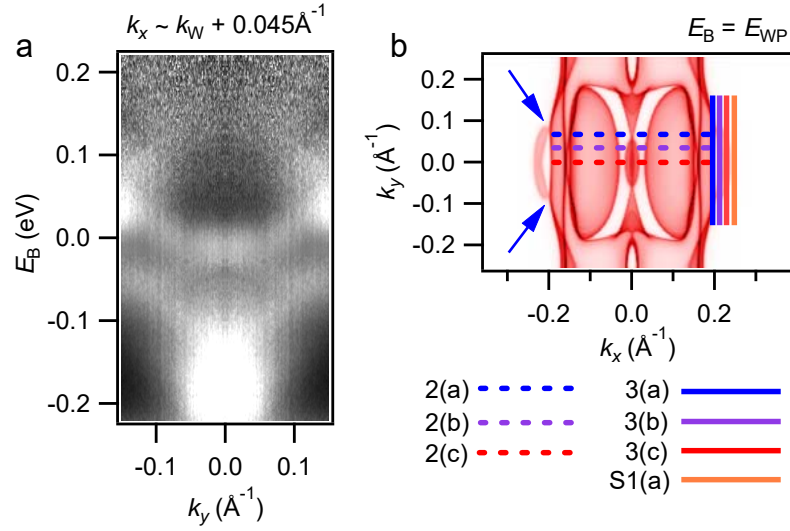 a
kx ~ kW + 0.045Å-1
0.2
0.1
0.0
-0.1
-0.2
EB (eV)
-0.1 0.0 0.1
ky (Å-1)
b
EB = EWP
0.2
0.1
0.0
-0.1
-0.2
ky (Å-1)
-0.2 0.0 0.2
kx (Å-1)
2(a)
2(b)
2(c)
3(a)
3(b)
3(c)
S1(a)